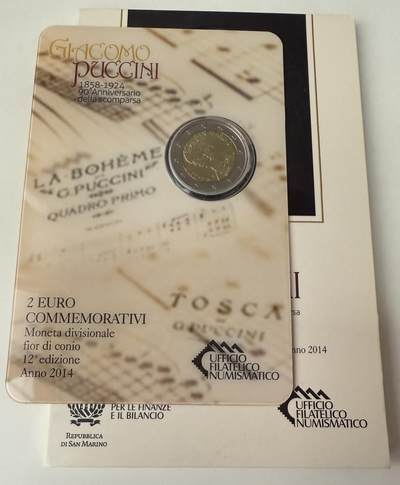 GIACOMO
PUCCINI
1858-1924
90° Anniversario
della scomparsa
LA BOHÈME
G. PUCCINI
QUADRO PRIMO
TOSCA
G. PUCCINI
2 EURO
COMMEMORATIVI
Moneta divisionale
fior di conio
12ª edizione
Anno 2014
UFFICIO
FILATELICO
NUMISMATICO
2014
PER LE FINANZE
E IL BILANCIO
REPUBBLICA
DI SAN MARINO
UFFICIO
FILATELICO
NUMISMATICO